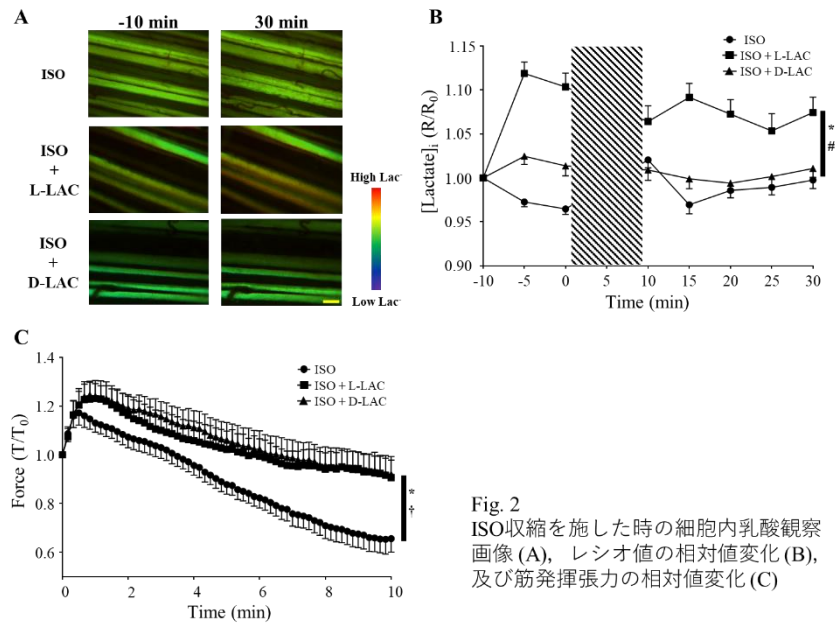 A
-10 min 30 min
ISO
ISO
+
L-LAC
ISO
+
D-LAC
High Lac-
Low Lac-
B
ISO
ISO + L-LAC
ISO + D-LAC
[Lactate]i (R/R0)
1.15
1.10
1.05
1.00
0.95
0.90
-10 -5 0 5 10 15 20 25 30
Time (min)
*
#
C
ISO
ISO + L-LAC
ISO + D-LAC
Force (T/T0)
1.4
1.2
1.0
0.8
0.6
0 2 4 6 8 10
Time (min)
*
†
Fig. 2
ISO収縮を施した時の細胞内乳酸観察
画像 (A), レシオ値の相対値変化 (B),
及び筋発揮張力の相対値変化 (C)